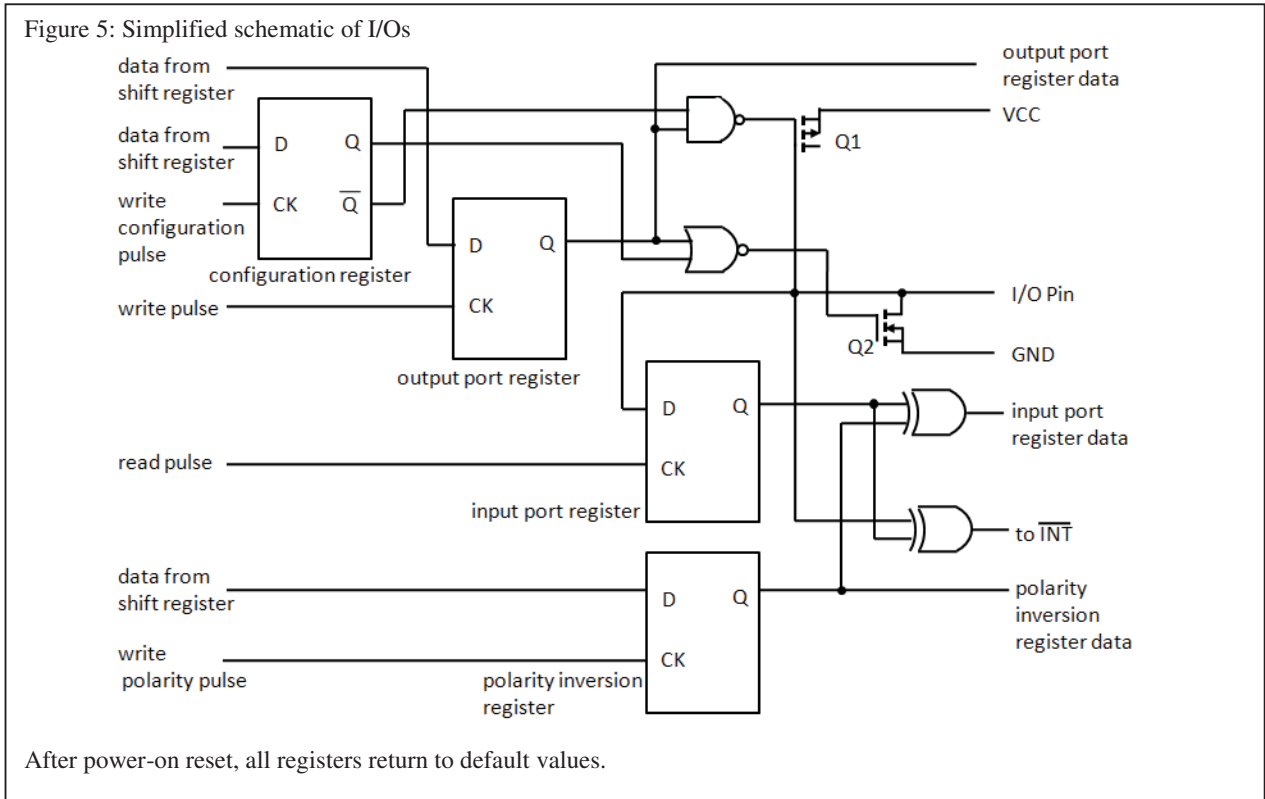 Figure 5: Simplified schematic of I/Os
data from
shift register
output port
register data
VCC
Q1
data from
shift register
D
Q
write
configuration
pulse
CK
Q
configuration register
D
Q
write pulse
CK
output port register
I/O Pin
Q2
GND
D
Q
input port
register data
read pulse
CK
input port register
to INT
data from
shift register
D
Q
polarity
inversion
register data
write
polarity pulse
CK
polarity inversion
register
After power-on reset, all registers return to default values.